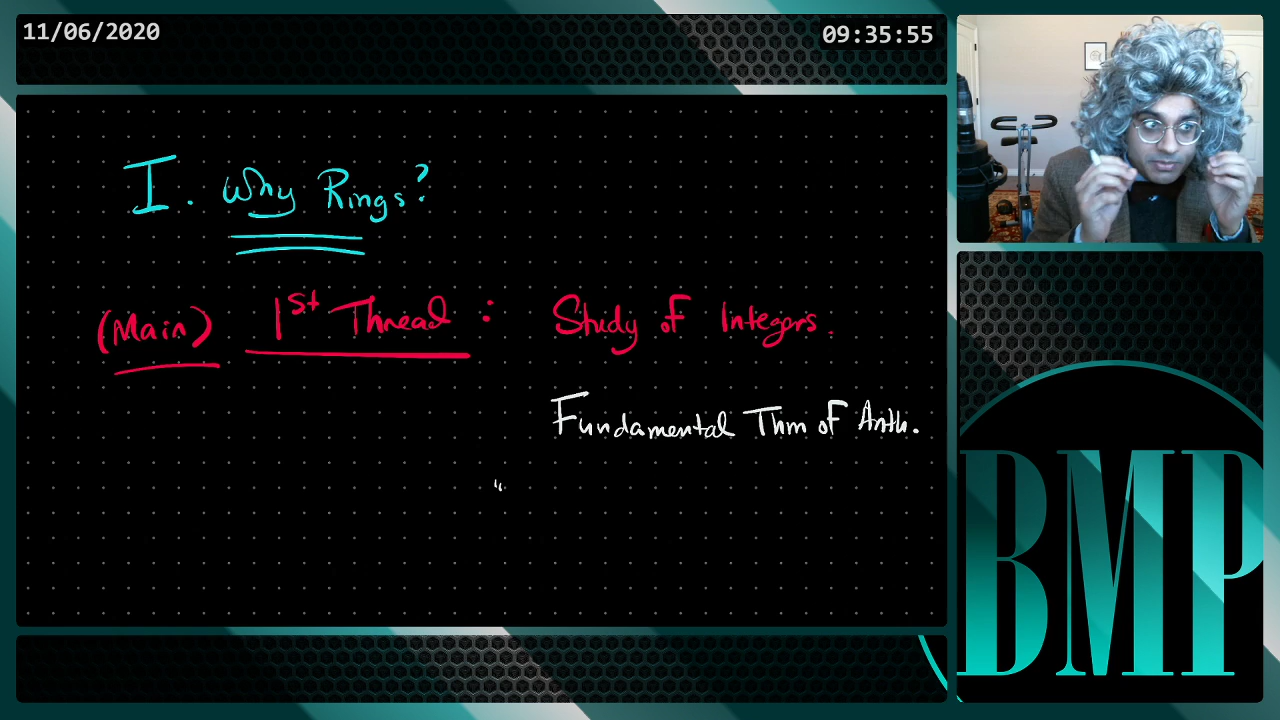 11/06/2020
09:35:55
I. Why Rings?
(Main) 1st Thread : Study of Integers.
Fundamental Thm of Arith.
"
BMP